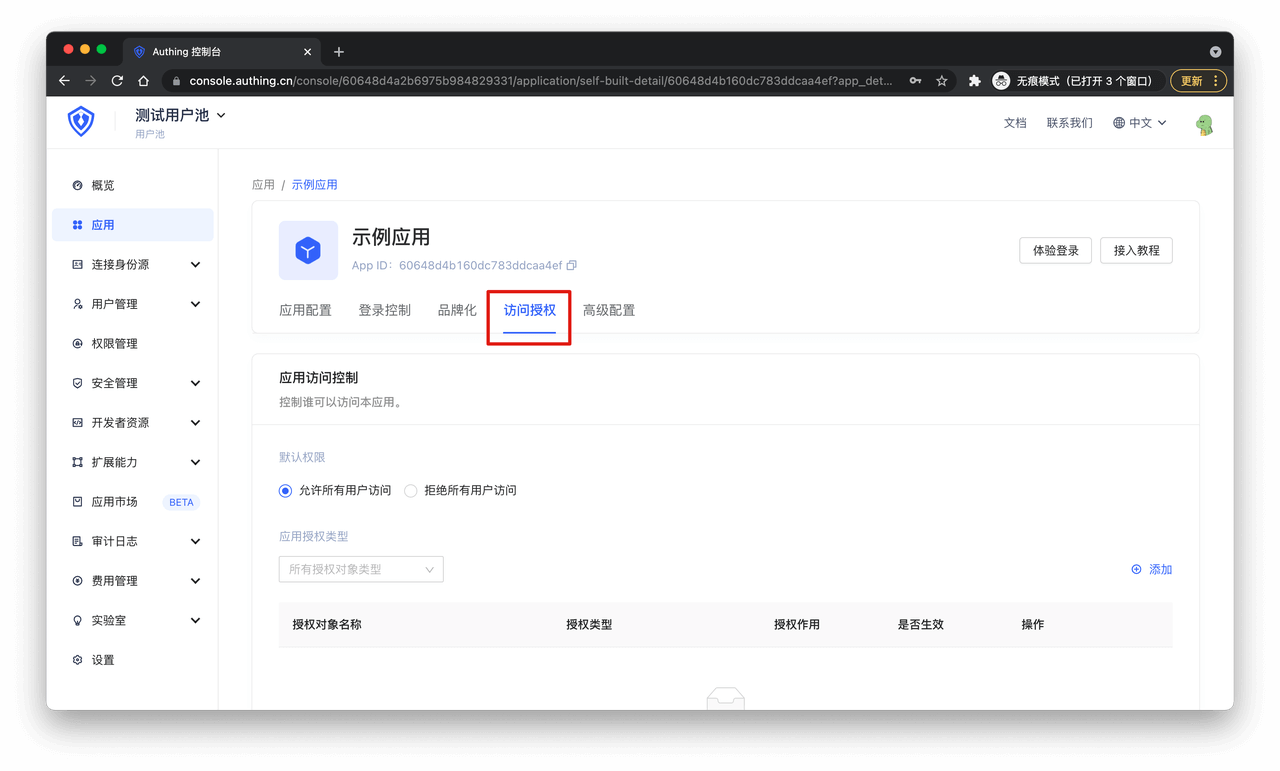 Authing 控制台
console.authing.cn/console/60648d4a2b6975b984829331/application/self-built-detail/60648d4b160dc783ddcaa4ef?app_det...
无痕模式（已打开 3 个窗口）
更新
测试用户池
用户池
文档
联系我们
中文
概览
应用
连接身份源
用户管理
权限管理
安全管理
开发者资源
扩展能力
应用市场 BETA
审计日志
费用管理
实验室
设置
应用 / 示例应用
示例应用
App ID: 60648d4b160dc783ddcaa4ef
体验登录
接入教程
应用配置 登录控制 品牌化 访问授权 高级配置
应用访问控制
控制谁可以访问本应用。
默认权限
允许所有用户访问 拒绝所有用户访问
应用授权类型
所有授权对象类型
添加
授权对象名称 授权类型 授权作用 是否生效 操作